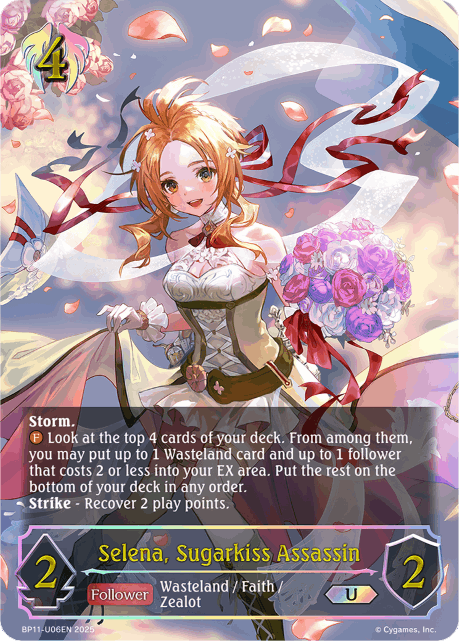 4
Storm.
F Look at the top 4 cards of your deck. From among them,
you may put up to 1 Wasteland card and up to 1 follower
that costs 2 or less into your EX area. Put the rest on the
bottom of your deck in any order.
Strike - Recover 2 play points.
Selena, Sugarkiss Assassin
2
Follower
Wasteland / Faith /
Zealot
U
2
BP11-U06EN 2025
© Cygames, Inc.